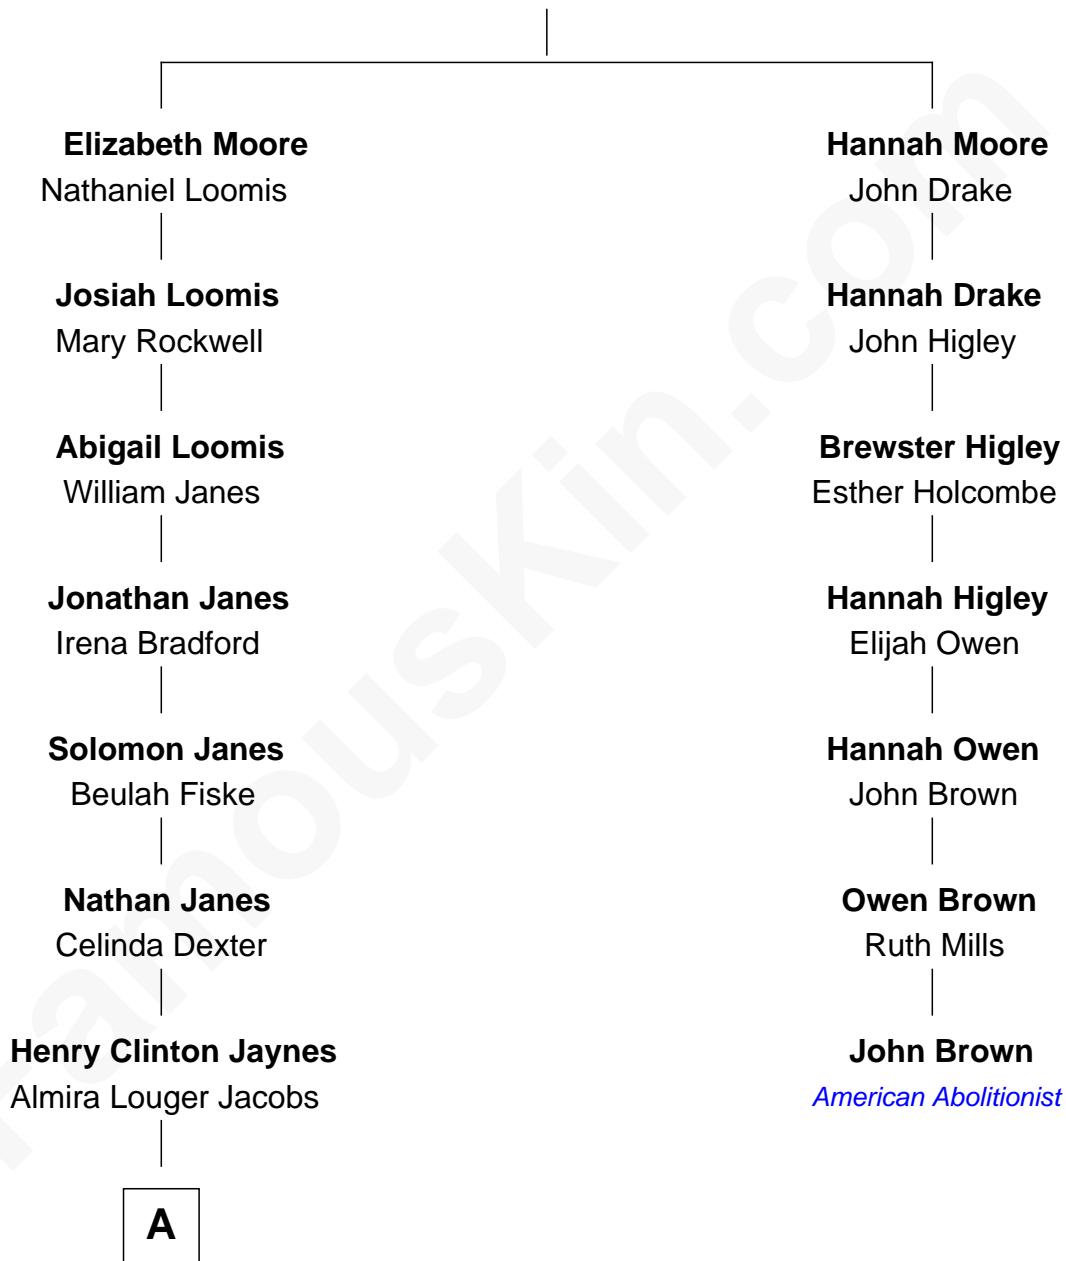 Elizabeth Moore
Nathaniel Loomis
Hannah Moore
John Drake
Josiah Loomis
Mary Rockwell
Hannah Drake
John Higley
Abigail Loomis
William Janes
Brewster Higley
Esther Holcombe
Jonathan Janes
Irena Bradford
Hannah Higley
Elijah Owen
Solomon Janes
Beulah Fiske
Hannah Owen
John Brown
Nathan Janes
Celinda Dexter
Owen Brown
Ruth Mills
Henry Clinton Jaynes
Almira Louger Jacobs
John Brown
American Abolitionist
A
FamousKin.com